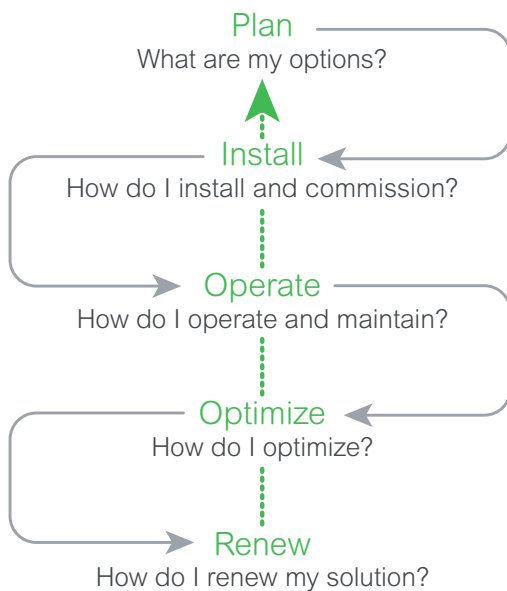 Plan
What are my options?
Install
How do I install and commission?
Operate
How do I operate and maintain?
Optimize
How do I optimize?
Renew
How do I renew my solution?